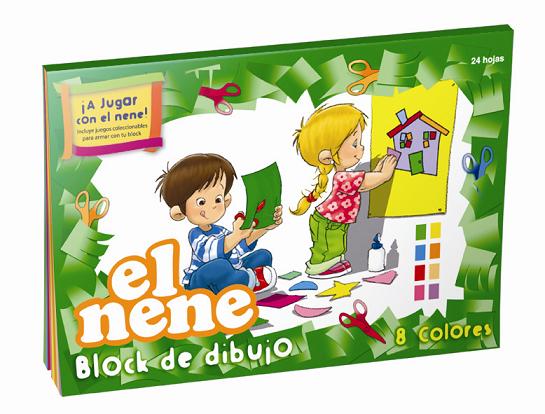 24 hojas
¡A Jugar
con el nene!
Incluye juegos coleccionables
para armar con tu block
el
nene
Block de dibujo
8 Colores